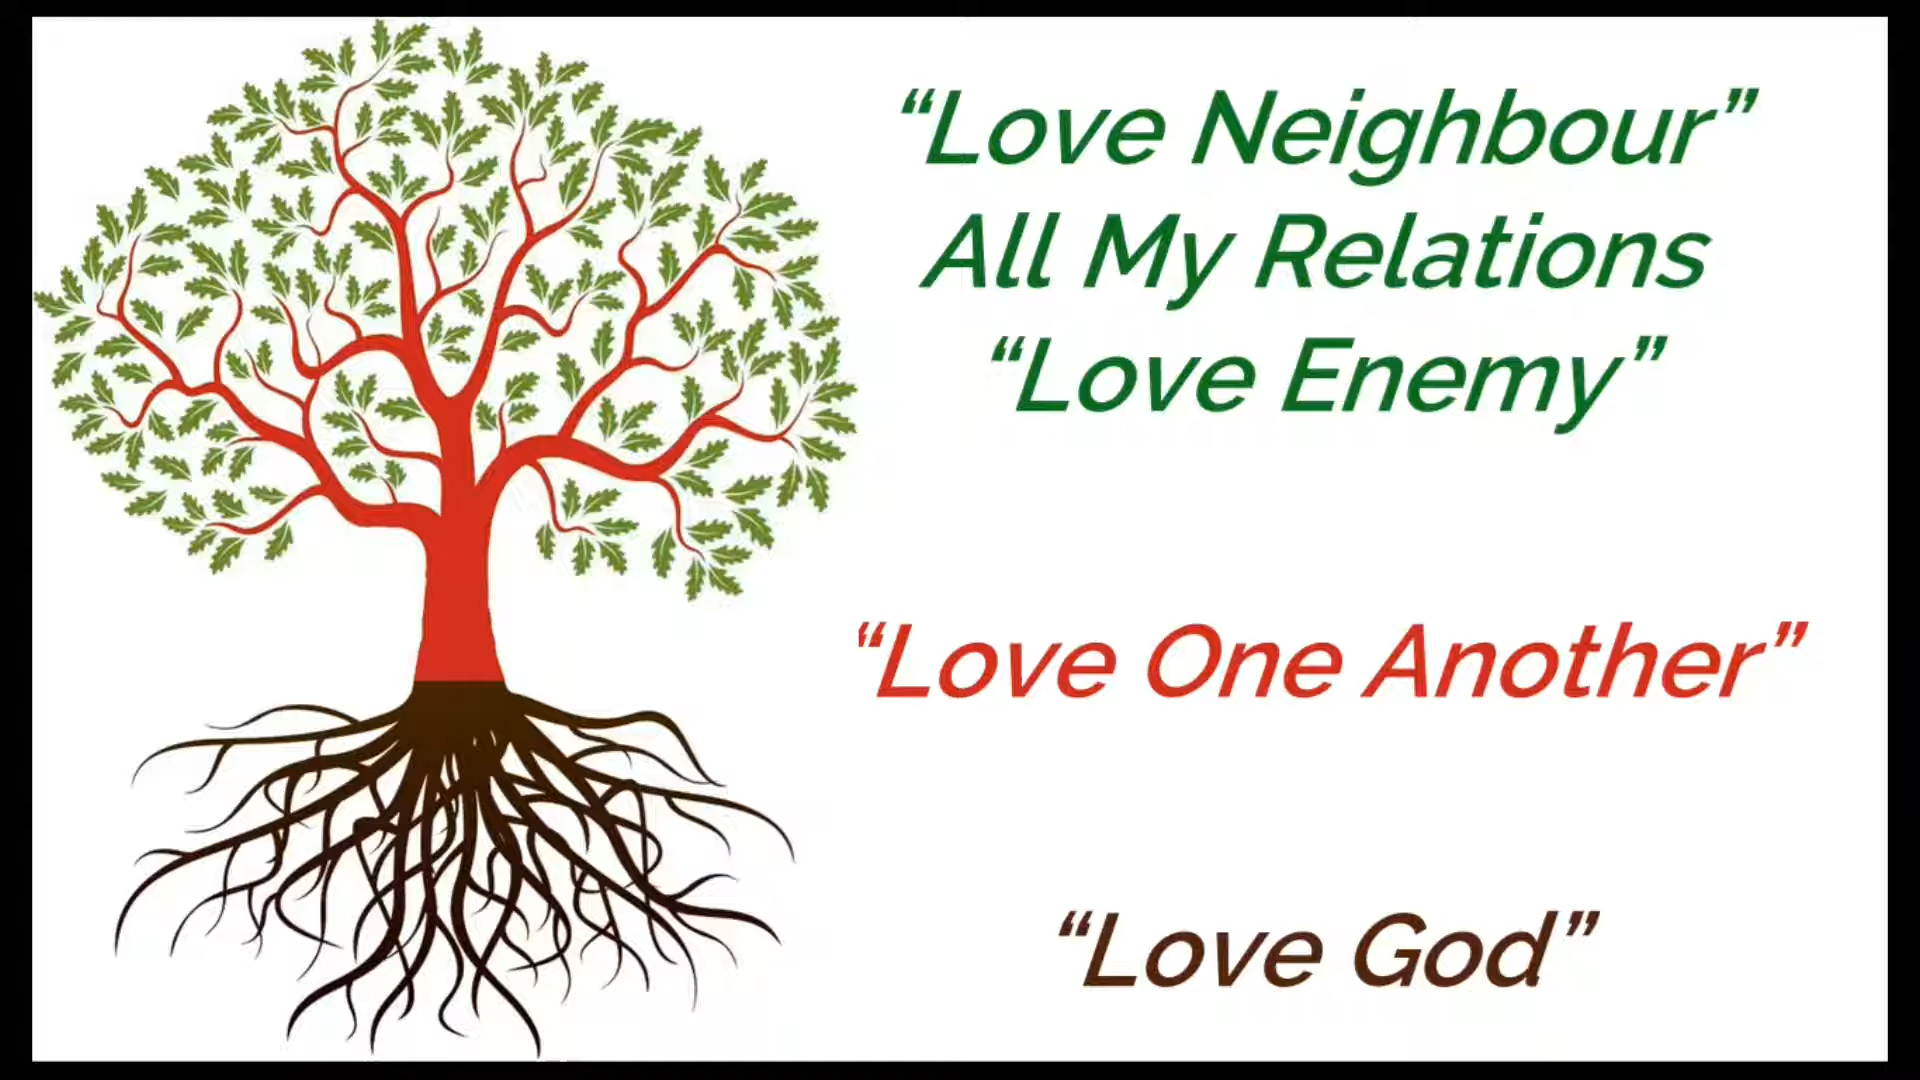 “Love Neighbour”
All My Relations
“Love Enemy”
“Love One Another”
“Love God”